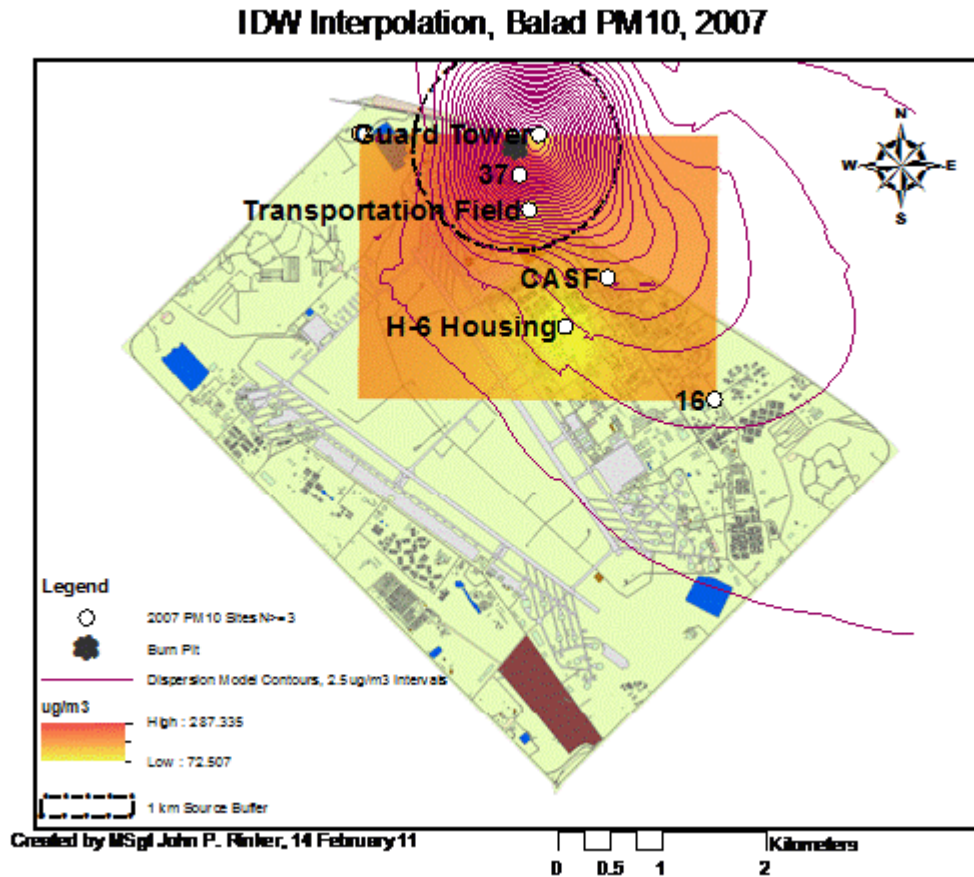 IDW Interpolation, Balad PM10, 2007
N
W E
S
Guard Tower
37
Transportation Field
CASF
H-6 Housing
16
Legend
2007 PM10 Sites N>=3
Burn Pit
Dispersion Model Contours, 2.5ug/m3 Intervals
ug/m3
High : 287.335
Low : 72.507
1 km Source Buffer
Created by MSgt John P. Rinker, 14 February 11
Kilometers
0 0.5 1 2